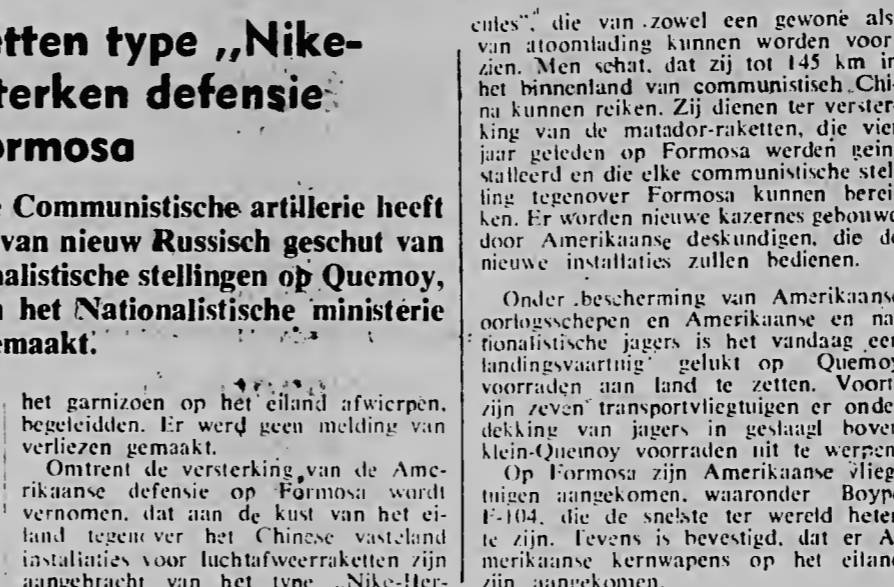 tten type „Nike-
terken defensie
rmosa
Communistische artillerie heeft
van nieuw Russisch geschut van
nalistische stellingen op Quemoy,
het Nationalistische ministerie
emaakt.
het garnizoen op het eiland afwierpen,
begeleidden. Er werd geen melding van
verliezen gemaakt.
Omtrent de versterking van de Ame-
rikaanse defensie op Formosa wordt
vernomen, dat aan de kust van het ei-
land tegenover het Chinese vasteland
installaties voor luchtafweerraketten zijn
aangebracht van het type „Nike-Her-
cules", die van zowel een gewone als
van atoomlading kunnen worden voor-
zien. Men schat, dat zij tot 145 km in
het binnenland van communistisch Chi-
na kunnen reiken. Zij dienen ter verster-
king van de matador-raketten, die vier
jaar geleden op Formosa werden geïn-
stalleerd en die elke communistische stel-
ling tegenover Formosa kunnen berei-
ken. Er worden nieuwe kazernes gebouwd
door Amerikaanse deskundigen, die de
nieuwe installaties zullen bedienen.
Onder bescherming van Amerikaanse
oorlogsschepen en Amerikaanse en na-
tionalistische jagers is het vandaag een
landingsvaartuig gelukt op Quemoy
voorraden aan land te zetten. Voorts
zijn zeven transportvliegtuigen er onder
dekking van jagers in geslaagl boven
klein-Quemoy voorraden uit te werpen.
Op Formosa zijn Amerikaanse vlieg-
tuigen aangekomen, waaronder
F-104, die de snelste ter wereld heten
te zijn. Tevens is bevestigd, dat er A-
merikaanse kernwapens op het eiland
zijn aangekomen.